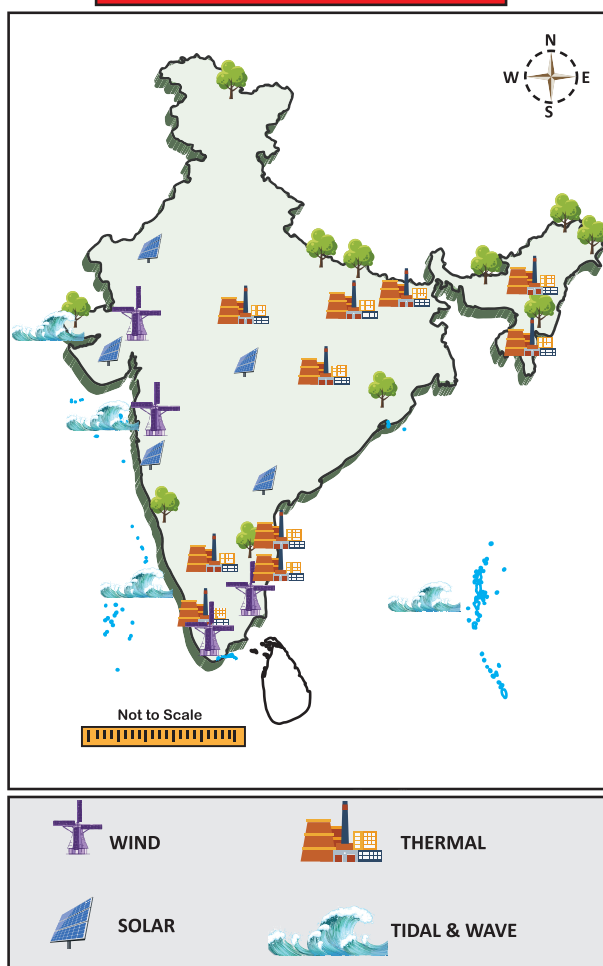 N
W E
S
Not to Scale
WIND THERMAL
SOLAR TIDAL & WAVE